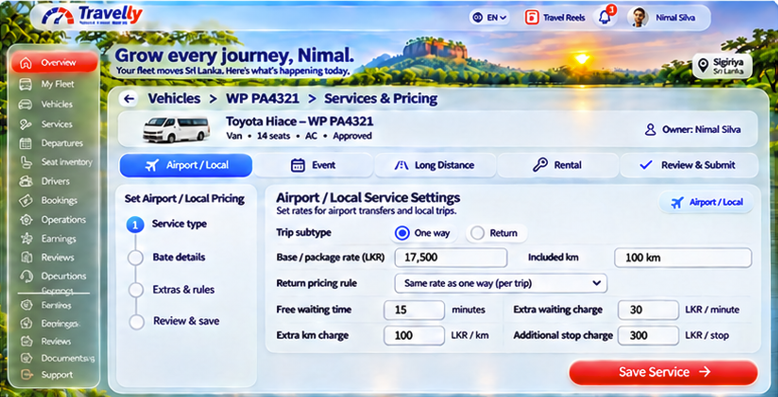 Travelly
EN
Travel Reels
3
Nimal Silva
Grow every journey, Nimal.
Your fleet moves Sri Lanka. Here's what's happening today.
Sigiriya
Sri Lanka
Overview
My Fleet
Vehicles
Services
Departures
Seat inventory
Drivers
Bookings
Operations
Earnings
Reviews
Dpeurtions
Reviews
Support
Vehicles > WP PA4321 > Services & Pricing
Toyota Hiace – WP PA4321
Van • 14 seats • AC • Approved
Owner: Nimal Silva
Airport / Local
Event
Long Distance
Rental
Review & Submit
Set Airport / Local Pricing
1 Service type
Bate details
Extras & rules
Review & save
Airport / Local Service Settings
Set rates for airport transfers and local trips.
Airport / Local
Trip subtype One way Return
Base / package rate (LKR) 17,500 Included km 100 km
Return pricing rule Same rate as one way (per trip)
Free waiting time 15 minutes Extra waiting charge 30 LKR / minute
Extra km charge 100 LKR / km Additional stop charge 300 LKR / stop
Save Service →